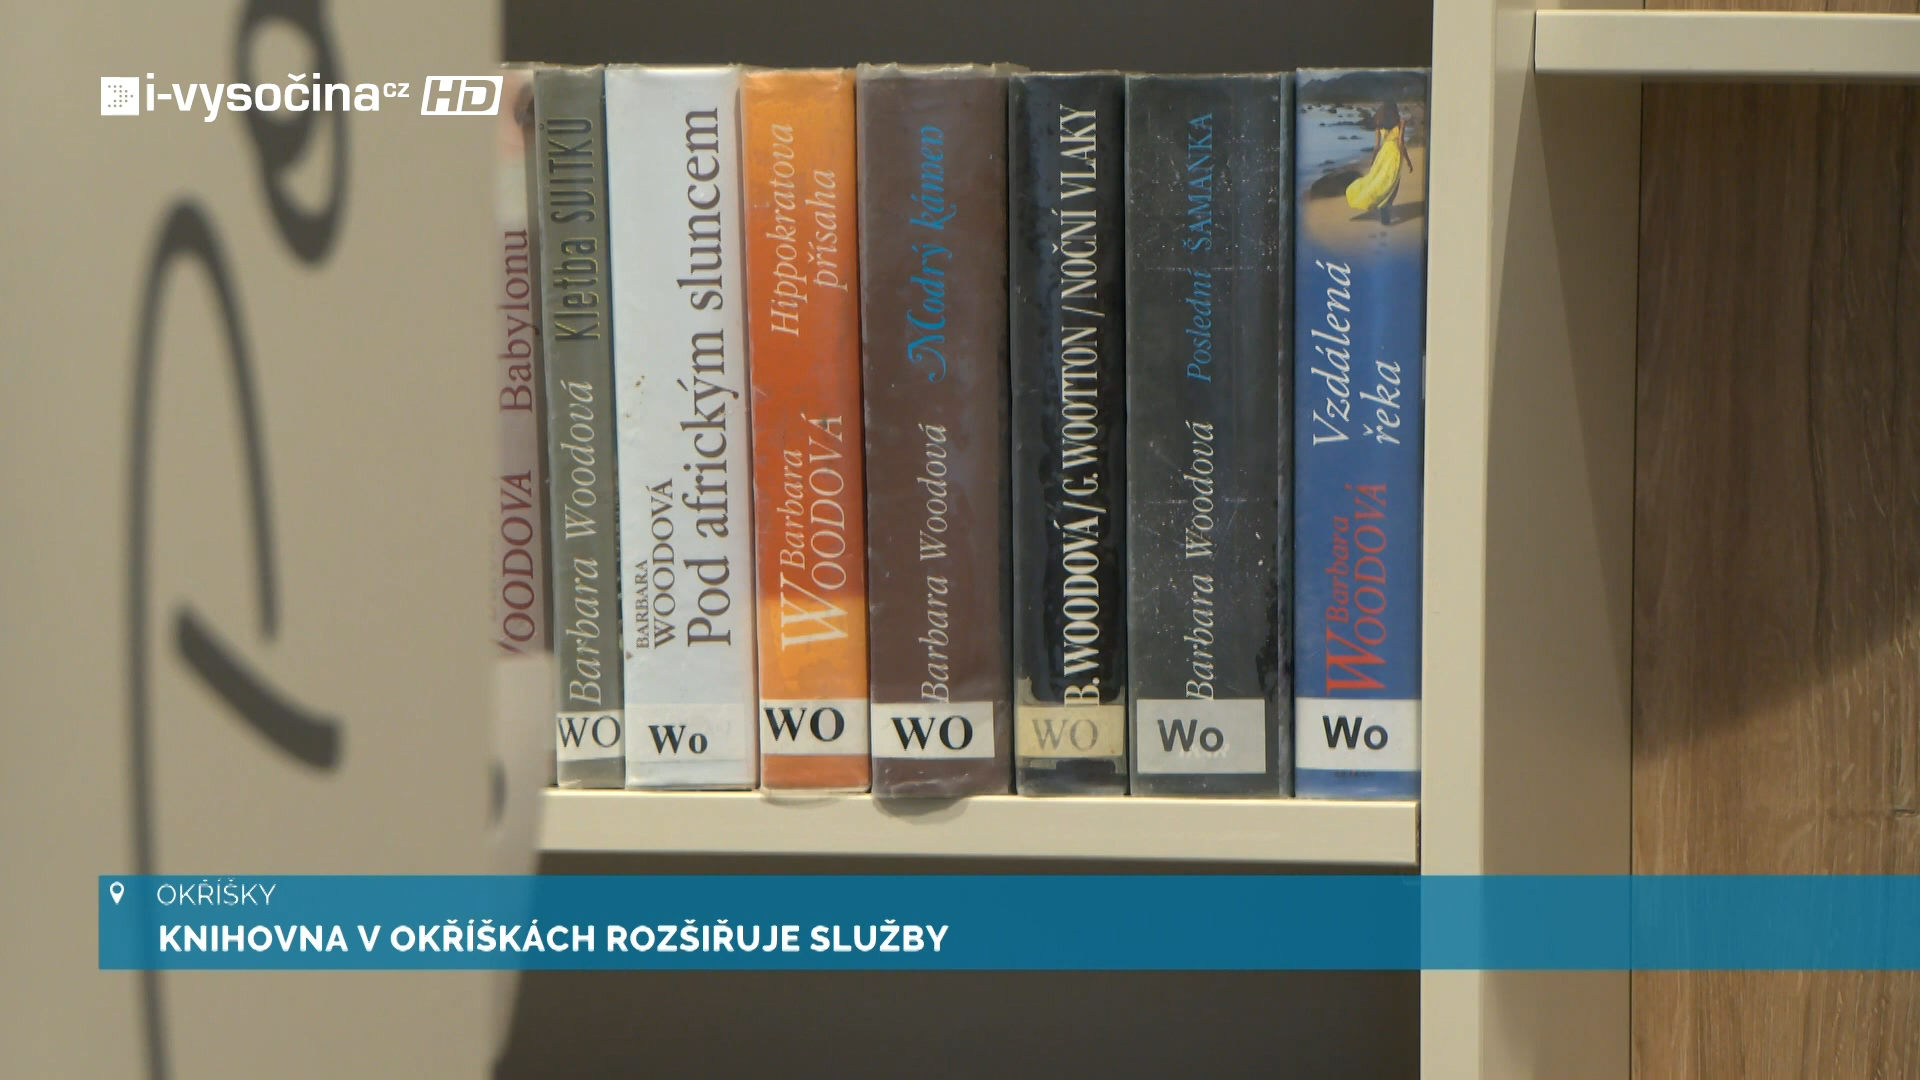 i-vysočina.cz HD
Babylonu
Barbara Woodová Kletba SVITKŮ
WO
BARBARA
WOODOVÁ
Pod africkým sluncem
Wo
Barbara
WOODOVÁ
Hippokratova
přísaha
WO
Barbara Woodová Modrý kámen
WO
B. WOODOVÁ / G. WOOTTON / NOČNÍ VLAKY
WO
Barbara Woodová Poslední ŠAMANKA
Wo
Barbara
WOODOVÁ
Vzdálená
řeka
Wo
OKŘÍŠKY
KNIHOVNA V OKŘÍŠKÁCH ROZŠIŘUJE SLUŽBY